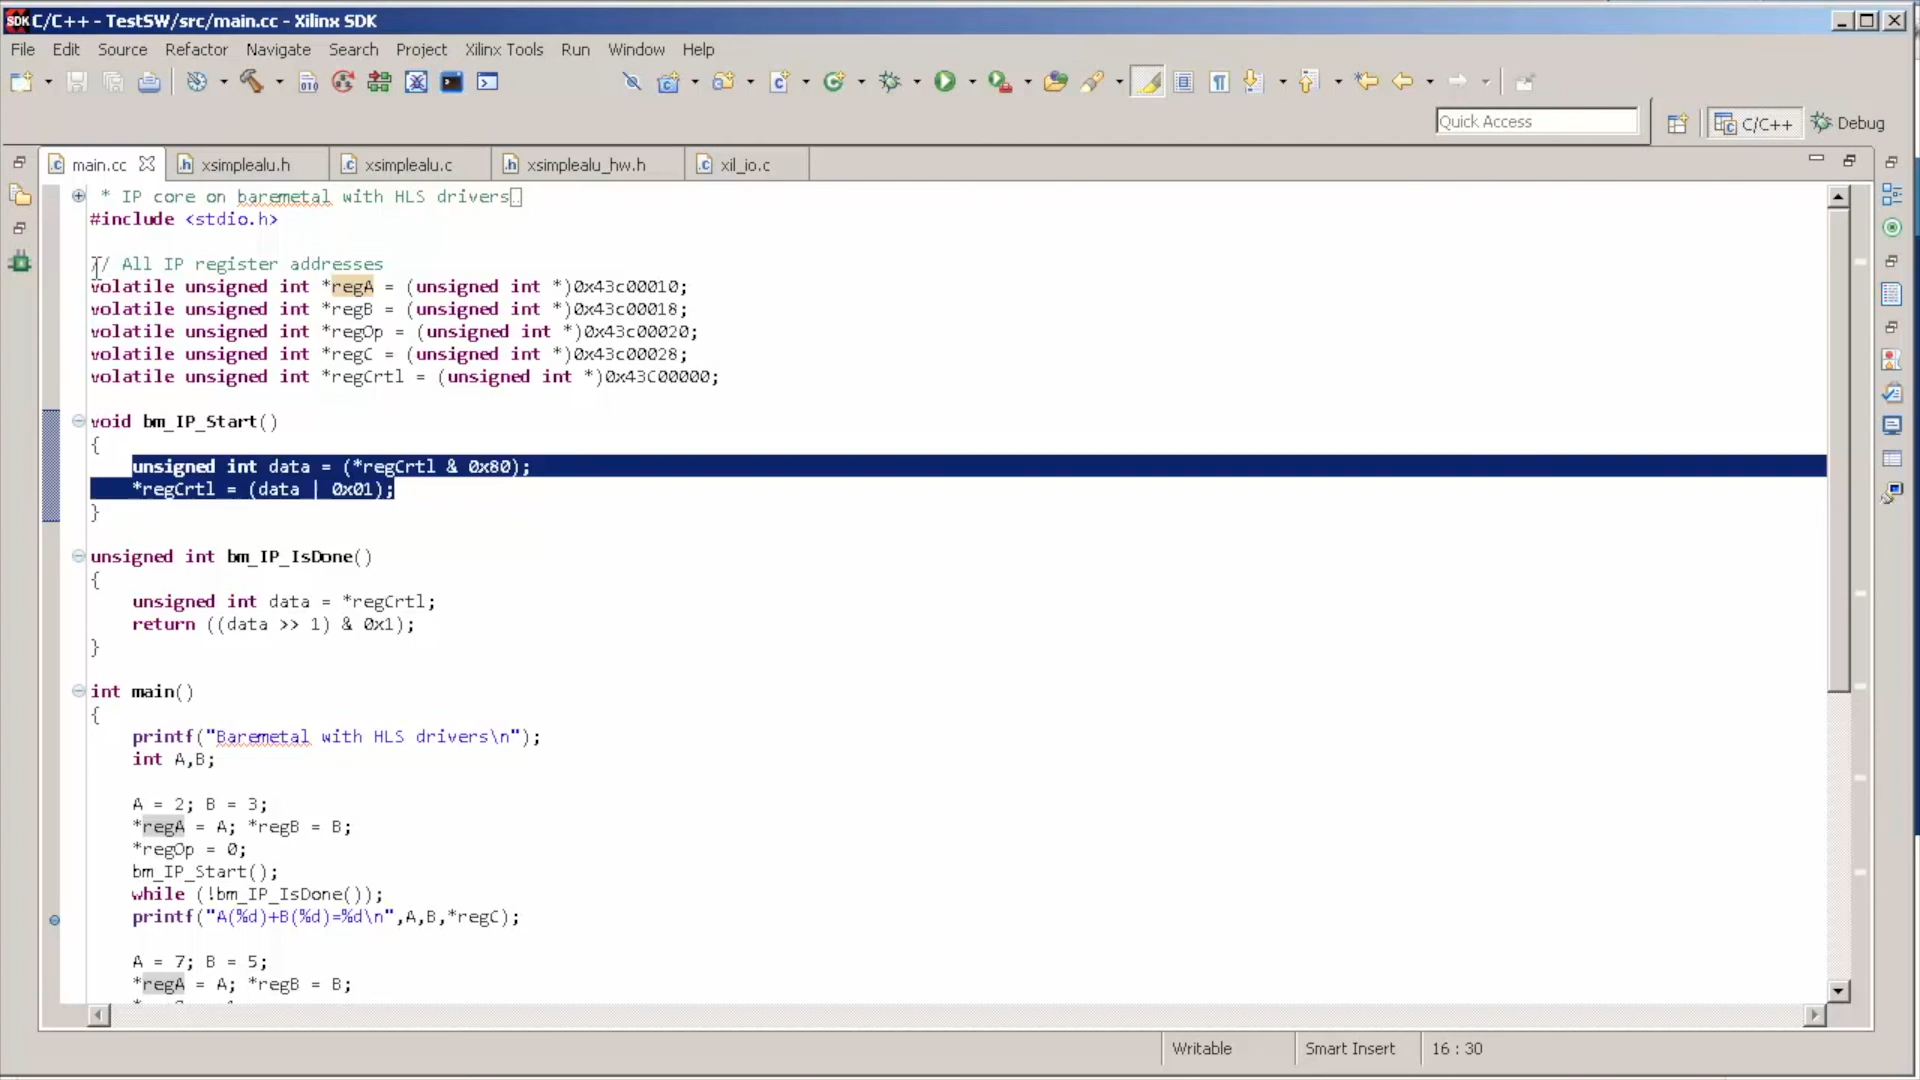 SDK C/C++ - TestSW/src/main.cc - Xilinx SDK
File Edit Source Refactor Navigate Search Project Xilinx Tools Run Window Help
Quick Access C/C++ Debug
main.cc xsimplealu.h xsimplealu.c xsimplealu_hw.h xil_io.c
* IP core on baremetal with HLS drivers
#include <stdio.h>
// All IP register addresses
volatile unsigned int *regA = (unsigned int *)0x43c00010;
volatile unsigned int *regB = (unsigned int *)0x43c00018;
volatile unsigned int *regOp = (unsigned int *)0x43c00020;
volatile unsigned int *regC = (unsigned int *)0x43c00028;
volatile unsigned int *regCrtl = (unsigned int *)0x43C00000;
void bm_IP_Start()
{
unsigned int data = (*regCrtl & 0x80);
*regCrtl = (data | 0x01);
}
unsigned int bm_IP_IsDone()
{
unsigned int data = *regCrtl;
return ((data >> 1) & 0x1);
}
int main()
{
printf("Baremetal with HLS drivers\n");
int A,B;
A = 2; B = 3;
*regA = A; *regB = B;
*regOp = 0;
bm_IP_Start();
while (!bm_IP_IsDone());
printf("A(%d)+B(%d)=%d\n",A,B,*regC);
A = 7; B = 5;
*regA = A; *regB = B;
Writable Smart Insert 16 : 30